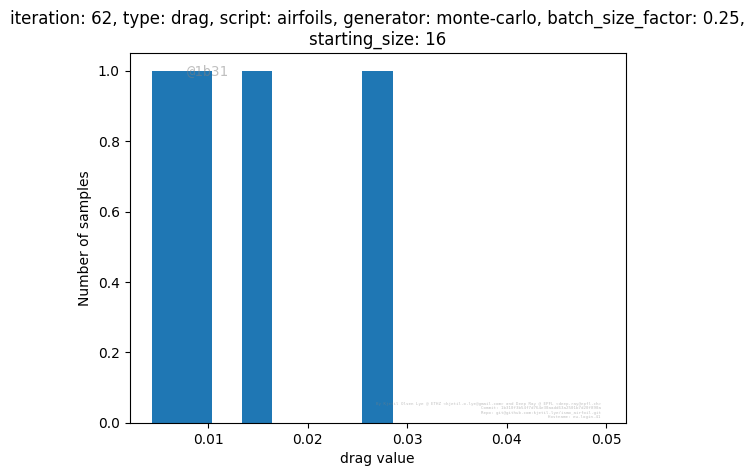 iteration: 62, type: drag, script: airfoils, generator: monte-carlo, batch_size_factor: 0.25,
starting_size: 16
@1b31
1.0
0.8
0.6
0.4
0.2
0.0
Number of samples
0.01
0.02
0.03
0.04
0.05
drag value